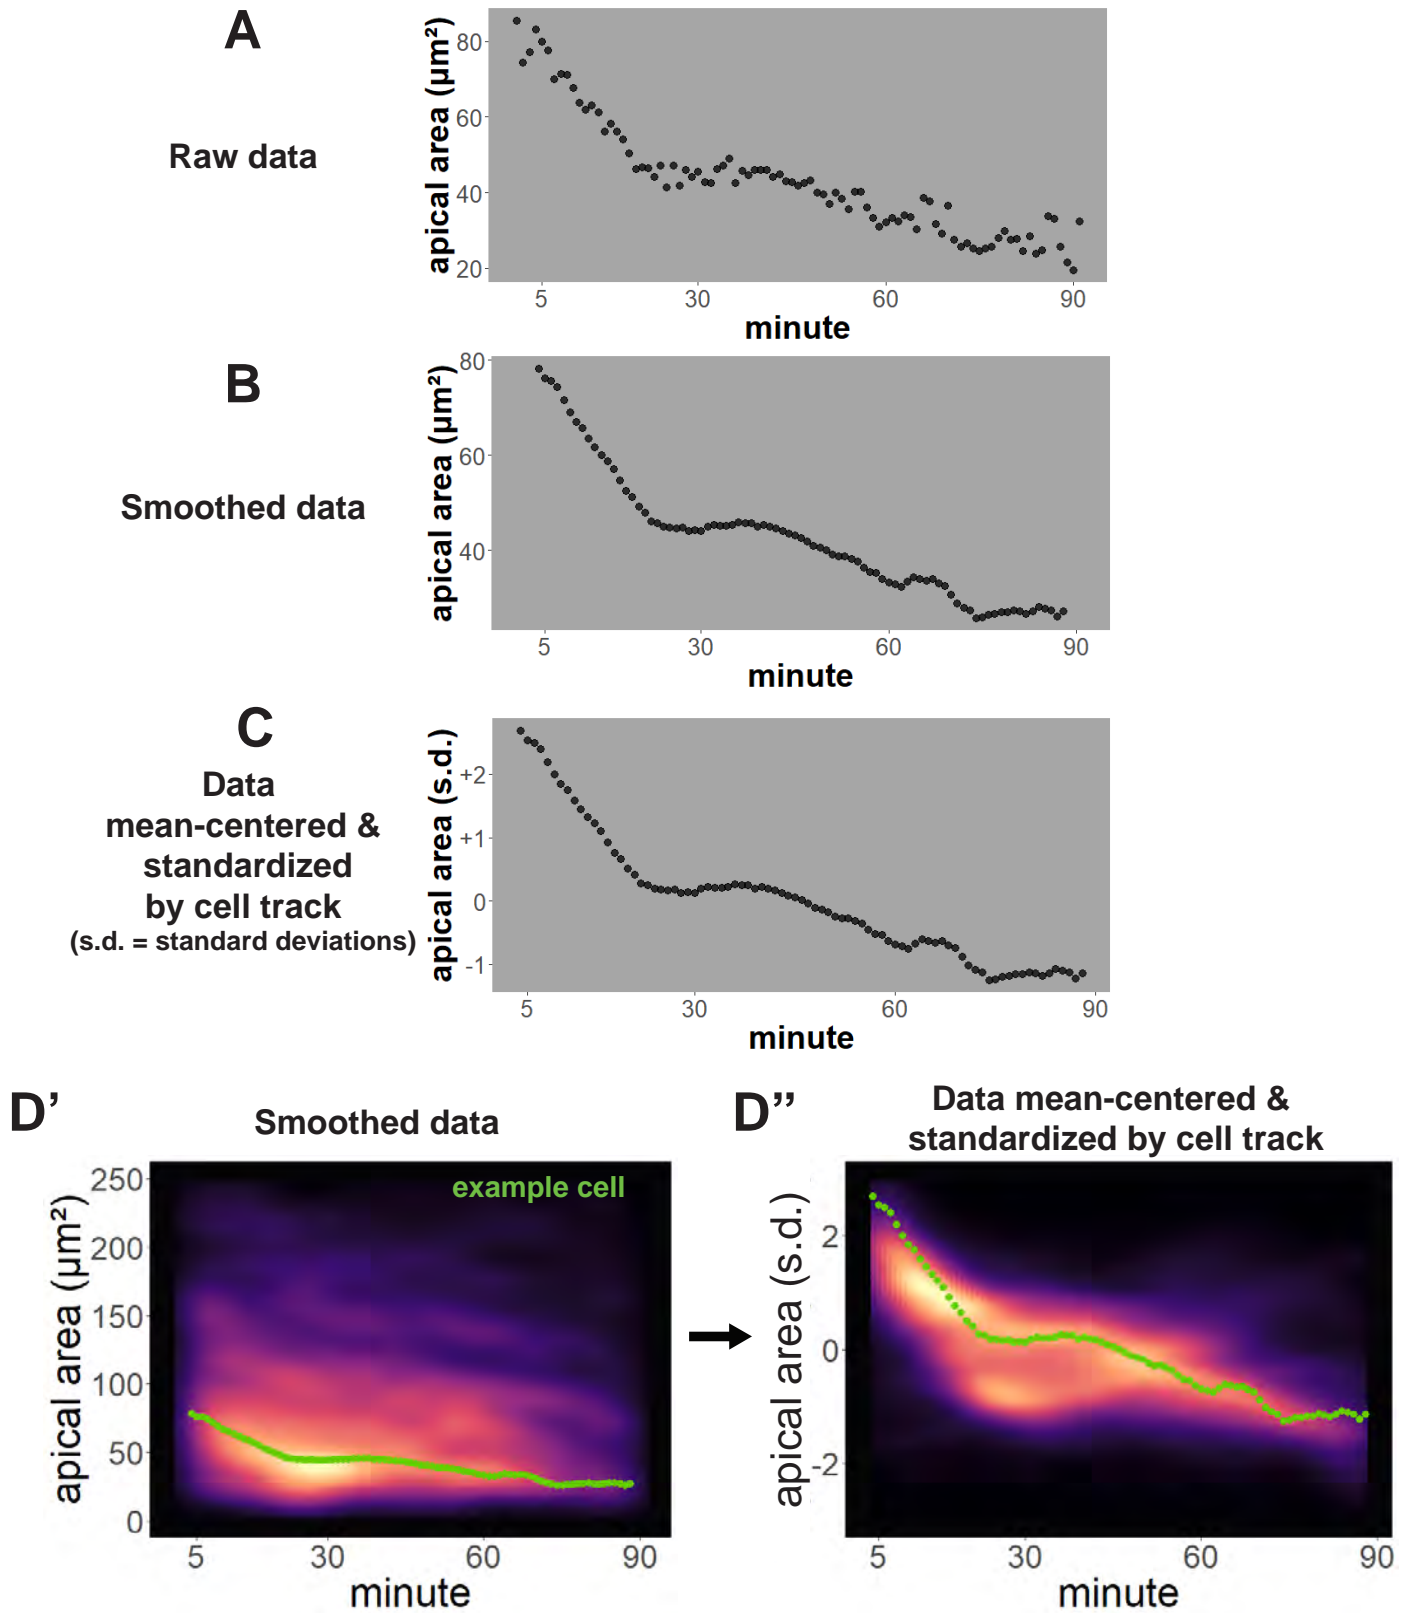 A
Raw data
apical area (µm²)
80
60
40
20
5 30 60 90
minute
B
Smoothed data
apical area (µm²)
80
60
40
5 30 60 90
minute
C
Data
mean-centered &
standardized
by cell track
(s.d. = standard deviations)
apical area (s.d.)
+2
+1
0
-1
5 30 60 90
minute
D’
Smoothed data
example cell
apical area (µm²)
250
200
150
100
50
0
5 30 60 90
minute
D”
Data mean-centered &
standardized by cell track
apical area (s.d.)
2
0
-2
5 30 60 90
minute